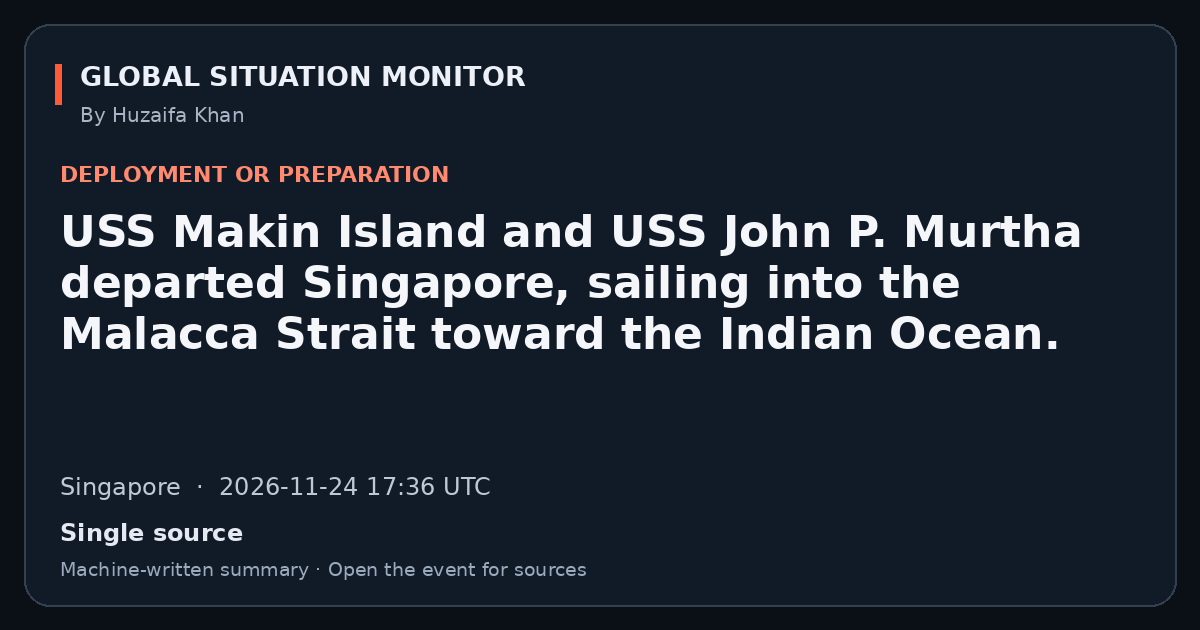 GLOBAL SITUATION MONITOR
By Huzaifa Khan
DEPLOYMENT OR PREPARATION
USS Makin Island and USS John P. Murtha
departed Singapore, sailing into the
Malacca Strait toward the Indian Ocean.
Singapore · 2026-11-24 17:36 UTC
Single source
Machine-written summary · Open the event for sources